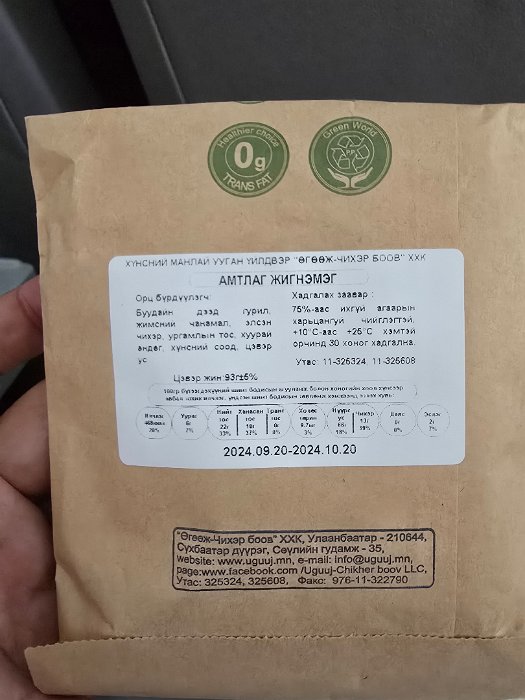 Healthier choice
0g
TRANS FAT
Green World
PP
ХҮНСНИЙ МАНЛАЙ УУГАН ҮЙЛДВЭР "ӨГӨӨЖ-ЧИХЭР БООВ" ХХК
АМТЛАГ ЖИГНЭМЭГ
Орц бүрдүүлэгч:
Буудайн дээд гурил,
жимсний чанамал, элсэн
чихэр, ургамлын тос, хуурай
өндөг, хүнсний сод, цэвэр
ус
Цэвэр жин:93г±5%
Хадгалах заавар :
75%-аас ихгүй агаарын
харьцангуй чийглэгтэй,
+10°С-аас +25°С хэмтэй
орчинд 30 хоног хадгална.
Утас: 11-325324, 11-325608
2024.09.20-2024.10.20
"Өгөөж-Чихэр боов" ХХК, Улаанбаатар - 210644,
Сүхбаатар дүүрэг, Сөүлийн гудамж - 35,
website: www.uguuj.mn, e-mail: info@uguuj.mn,
page:www.facebook.com /Uguuj-Chikher boov LLC,
Утас: 325324, 325608, Факс: 976-11-322790